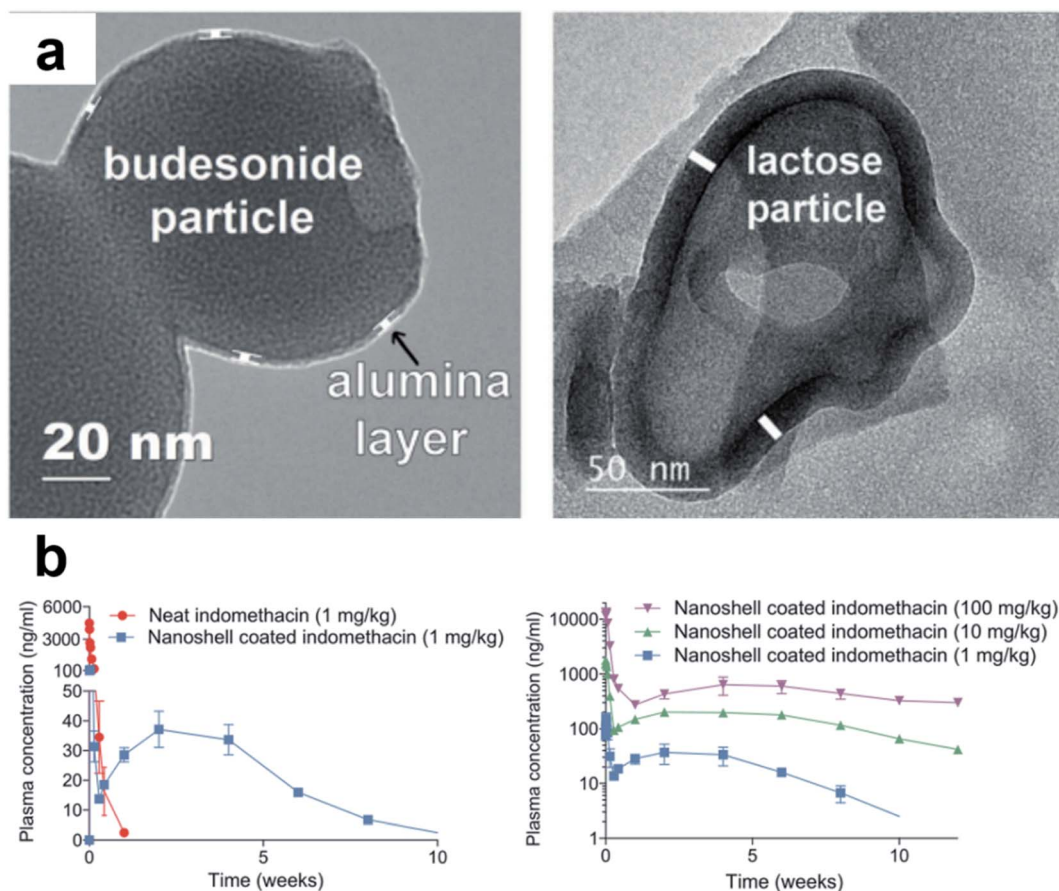 a
budesonide
particle
alumina
layer
20 nm
lactose
particle
50 nm
b
Plasma concentration (ng/ml)
6000
3000
100
50
40
30
20
10
0
0
5
10
Time (weeks)
Neat indomethacin (1 mg/kg)
Nanoshell coated indomethacin (1 mg/kg)
Plasma concentration (ng/ml)
10000
1000
100
10
1
0
5
10
Time (weeks)
Nanoshell coated indomethacin (100 mg/kg)
Nanoshell coated indomethacin (10 mg/kg)
Nanoshell coated indomethacin (1 mg/kg)